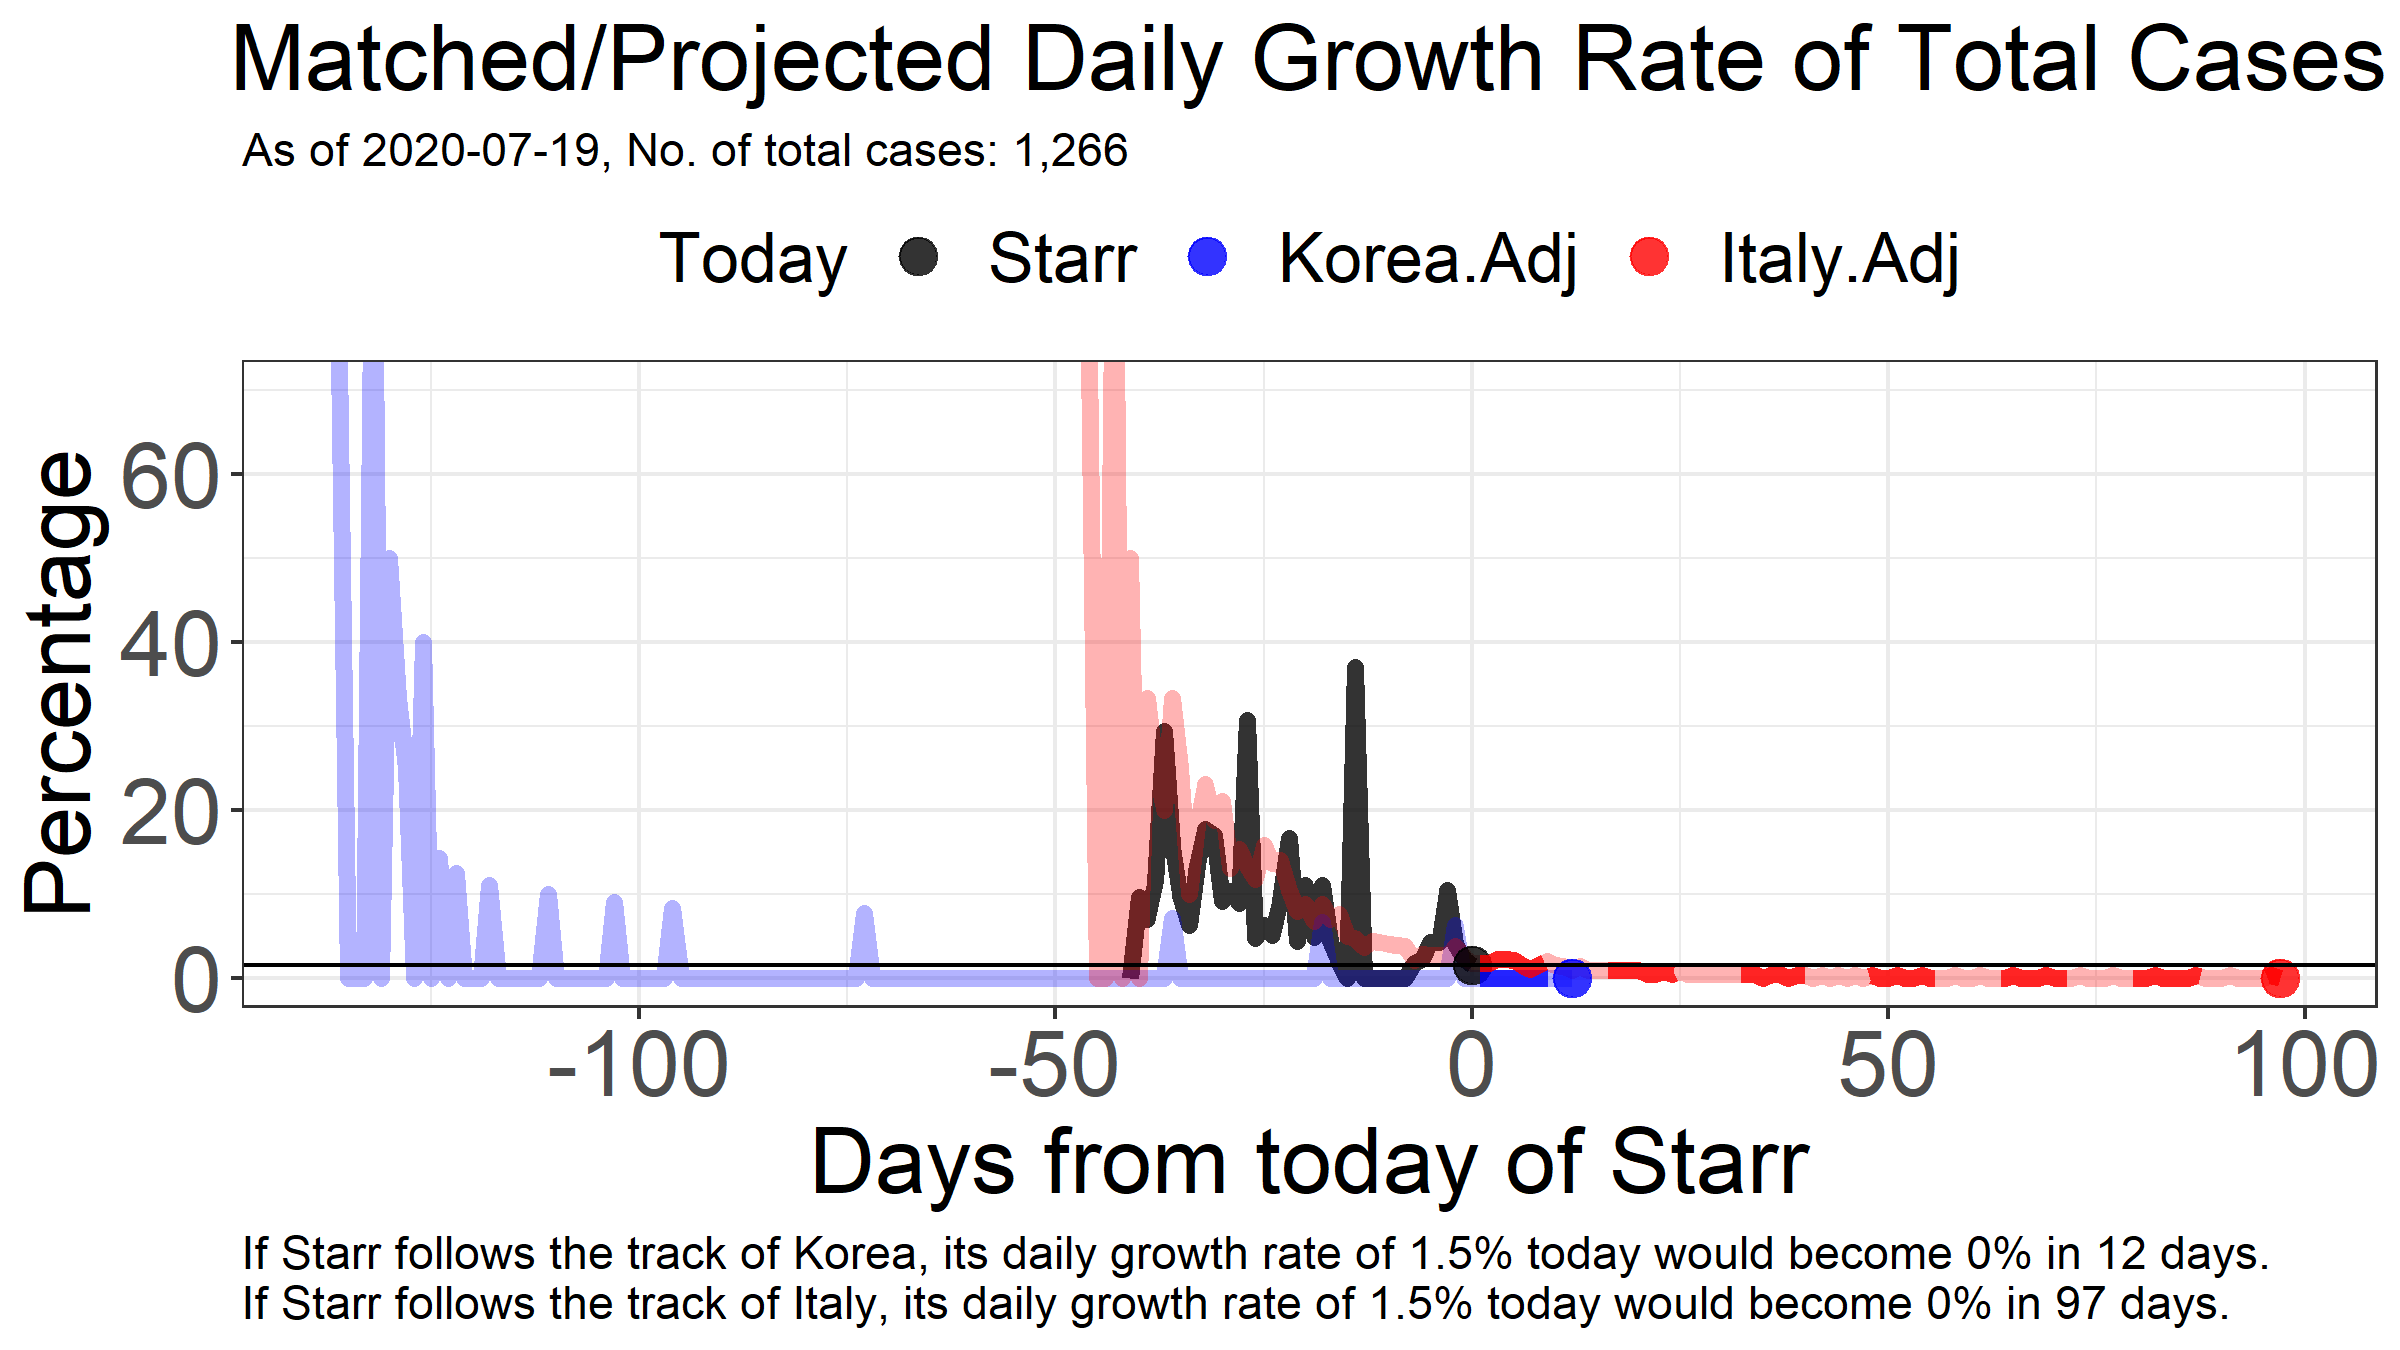 Matched/Projected Daily Growth Rate of Total Cases
As of 2020-07-19, No. of total cases: 1,266
Today Starr Korea.Adj Italy.Adj
Percentage
60
40
20
0
-100 -50 0 50 100
Days from today of Starr
If Starr follows the track of Korea, its daily growth rate of 1.5% today would become 0% in 12 days.
If Starr follows the track of Italy, its daily growth rate of 1.5% today would become 0% in 97 days.